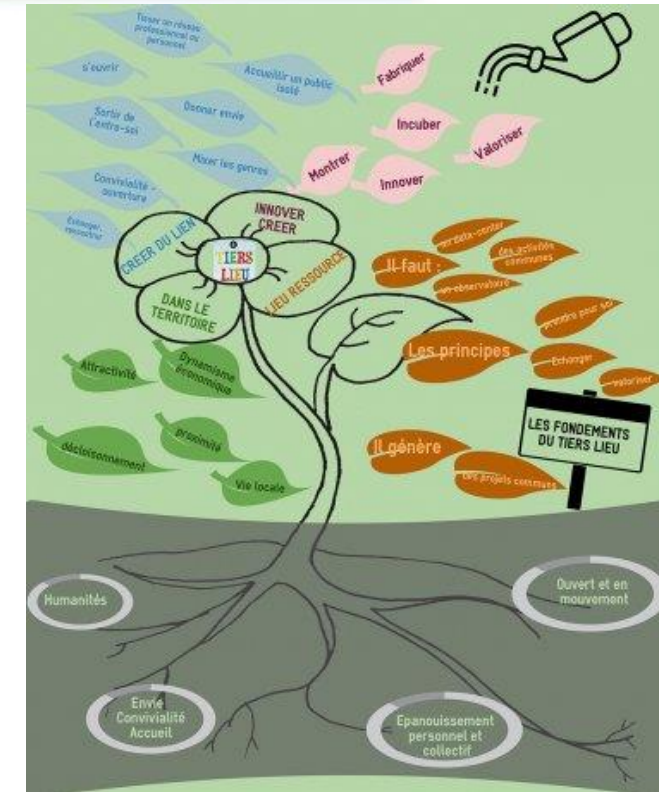 Tisser un réseau
professionnel ou
personnel
s'ouvrir
Accueillir un public
isolé
Sortir de
l'entre-soi
Donner envie
Convivialité -
ouverture
Mixer les genres
Echanger,
rencontrer
Fabriquer
Incuber
Valoriser
Montrer
Innover
INNOVER
CREER
CREER DU LIEN
TIERS
LIEU
LIEU RESSOURCE
DANS LE
TERRITOIRE
Il faut :
un data-center
des activités
communes
un observatoire
Les principes
prendre pour soi
Echanger
valoriser
Il génère
Des projets communs
Attractivité
Dynamisme
économique
décloisonnement
proximité
Vie locale
LES FONDEMENTS
DU TIERS LIEU
Humanités
Ouvert et en
mouvement
Envie
Convivialité
Accueil
Epanouissement
personnel et
collectif